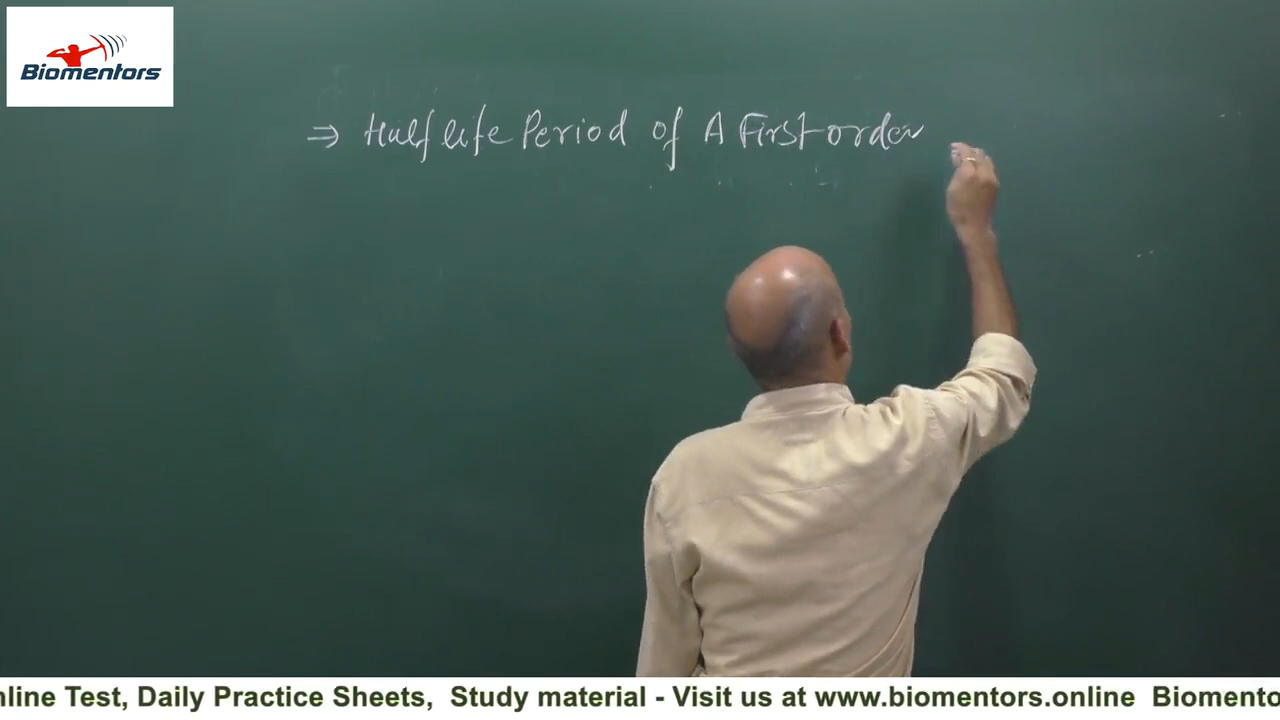 Biomentors
⇒ Half life Period of A First order
nline Test, Daily Practice Sheets, Study material - Visit us at www.biomentors.online Biomento